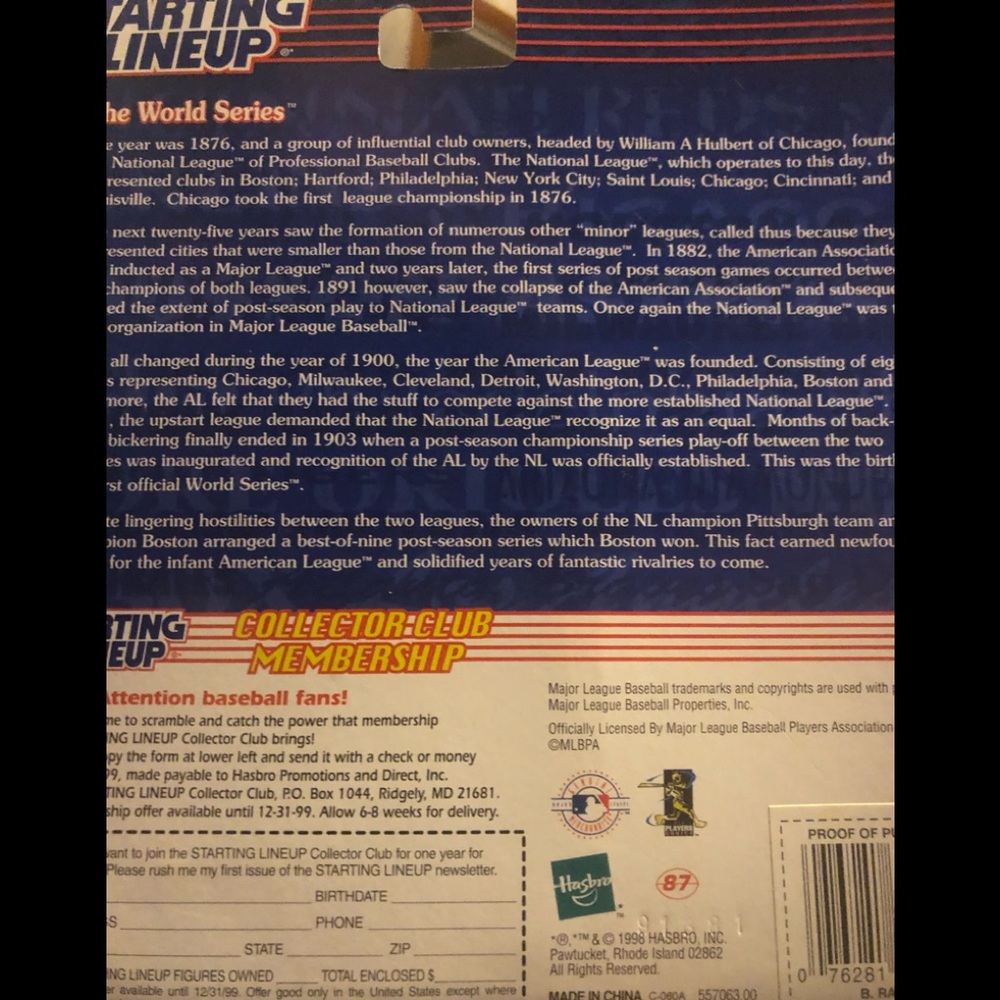 TARTING
LINEUP
he World Series™
e year was 1876, and a group of influential club owners, headed by William A Hulbert of Chicago, found
National League™ of Professional Baseball Clubs. The National League™, which operates to this day, th
resented clubs in Boston; Hartford; Philadelphia; New York City; Saint Louis; Chicago; Cincinnati; and
isville. Chicago took the first league championship in 1876.
next twenty-five years saw the formation of numerous other “minor” leagues, called thus because they
esented cities that were smaller than those from the National League™. In 1882, the American Associatio
inducted as a Major League™ and two years later, the first series of post season games occurred betwe
champions of both leagues. 1891 however, saw the collapse of the American Association™ and subseque
ed the extent of post-season play to National League™ teams. Once again the National League™ was
organization in Major League Baseball™.
all changed during the year of 1900, the year the American League™ was founded. Consisting of eig
s representing Chicago, Milwaukee, Cleveland, Detroit, Washington, D.C., Philadelphia, Boston and
more, the AL felt that they had the stuff to compete against the more established National League™.
, the upstart league demanded that the National League™ recognize it as an equal. Months of back-
bickering finally ended in 1903 when a post-season championship series play-off between the two
es was inaugurated and recognition of the AL by the NL was officially established. This was the birt
rst official World Series™.
te lingering hostilities between the two leagues, the owners of the NL champion Pittsburgh team an
pion Boston arranged a best-of-nine post-season series which Boston won. This fact earned newfou
for the infant American League™ and solidified years of fantastic rivalries to come.
RTING
EUP
COLLECTOR CLUB
MEMBERSHIP
Attention baseball fans!
me to scramble and catch the power that membership
ING LINEUP Collector Club brings!
py the form at lower left and send it with a check or money
99, made payable to Hasbro Promotions and Direct, Inc.
TING LINEUP Collector Club, P.O. Box 1044, Ridgely, MD 21681.
ship offer available until 12-31-99. Allow 6-8 weeks for delivery.
want to join the STARTING LINEUP Collector Club for one year for
Please rush me my first issue of the STARTING LINEUP newsletter.
BIRTHDATE
S PHONE
STATE ZIP
ING LINEUP FIGURES OWNED TOTAL ENCLOSED $
er available until 12/31/99. Offer good only in the United States except where
Major League Baseball trademarks and copyrights are used with
Major League Baseball Properties, Inc.
Officially Licensed By Major League Baseball Players Association
©MLBPA
GENUINE
MERCHANDISE
PLAYERS
Hasbro
™
87
*®,*™ & © 1998 HASBRO, INC.
Pawtucket, Rhode Island 02862
All Rights Reserved.
MADE IN CHINA C-080A 557063.00
PROOF OF PU
0 76281
B. RA